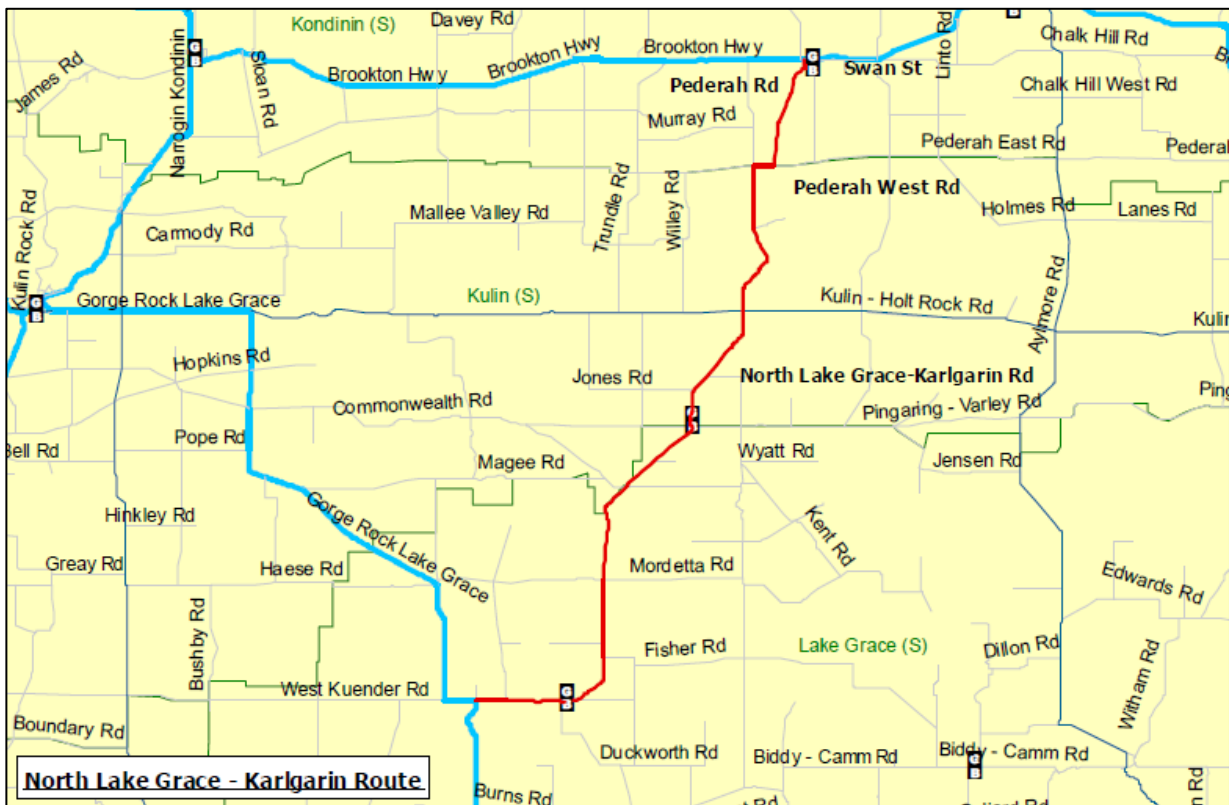 Kondinin (S)
Davey Rd
Linto Rd
Chalk Hill Rd
James Rd
Sloan Rd
Brookton Hwy
Brookton Hwy
Brookton Hwy
Swan St
Pederah Rd
Chalk Hill West Rd
Narrogin Kondinin
Murray Rd
Pederah East Rd
Pederah
Pederah West Rd
Trundle Rd
Willey Rd
Mallee Valley Rd
Holmes Rd
Lanes Rd
Carmody Rd
Kulin Rock Rd
Gorge Rock Lake Grace
Kulin (S)
Kulin - Holt Rock Rd
Aylmore Rd
Kulin
Hopkins Rd
Jones Rd
North Lake Grace-Karlgarin Rd
Ping
Commonwealth Rd
Pingaring - Varley Rd
Bell Rd
Pope Rd
Magee Rd
Wyatt Rd
Jensen Rd
Hinkley Rd
Gorge Rock Lake Grace
Kent Rd
Greay Rd
Haese Rd
Mordetta Rd
Edwards Rd
Bushby Rd
Fisher Rd
Lake Grace (S)
Dillon Rd
Witham Rd
West Kuender Rd
Boundary Rd
Duckworth Rd
Biddy - Camm Rd
Biddy - Camm Rd
North Lake Grace - Karlgarin Route
Burns Rd